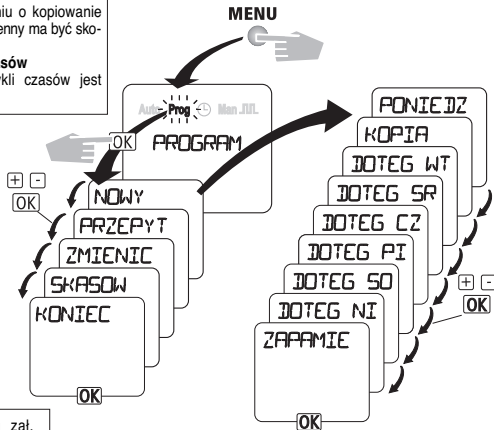 niu o kopiowanie
enny ma być sko-
sów
kli czasów jest
MENU
Auto Prog Man
OK
PROGRAM
+ -
OK
NOWY
PRZEPYT
ZMIENIC
SKASOW
KONIEC
OK
PONIEDZ
KOPIA
DOTEG WT
DOTEG SR
DOTEG CZ
DOTEG PI
DOTEG SO
DOTEG NI
ZAPAMIE
+ -
OK
OK
zał.